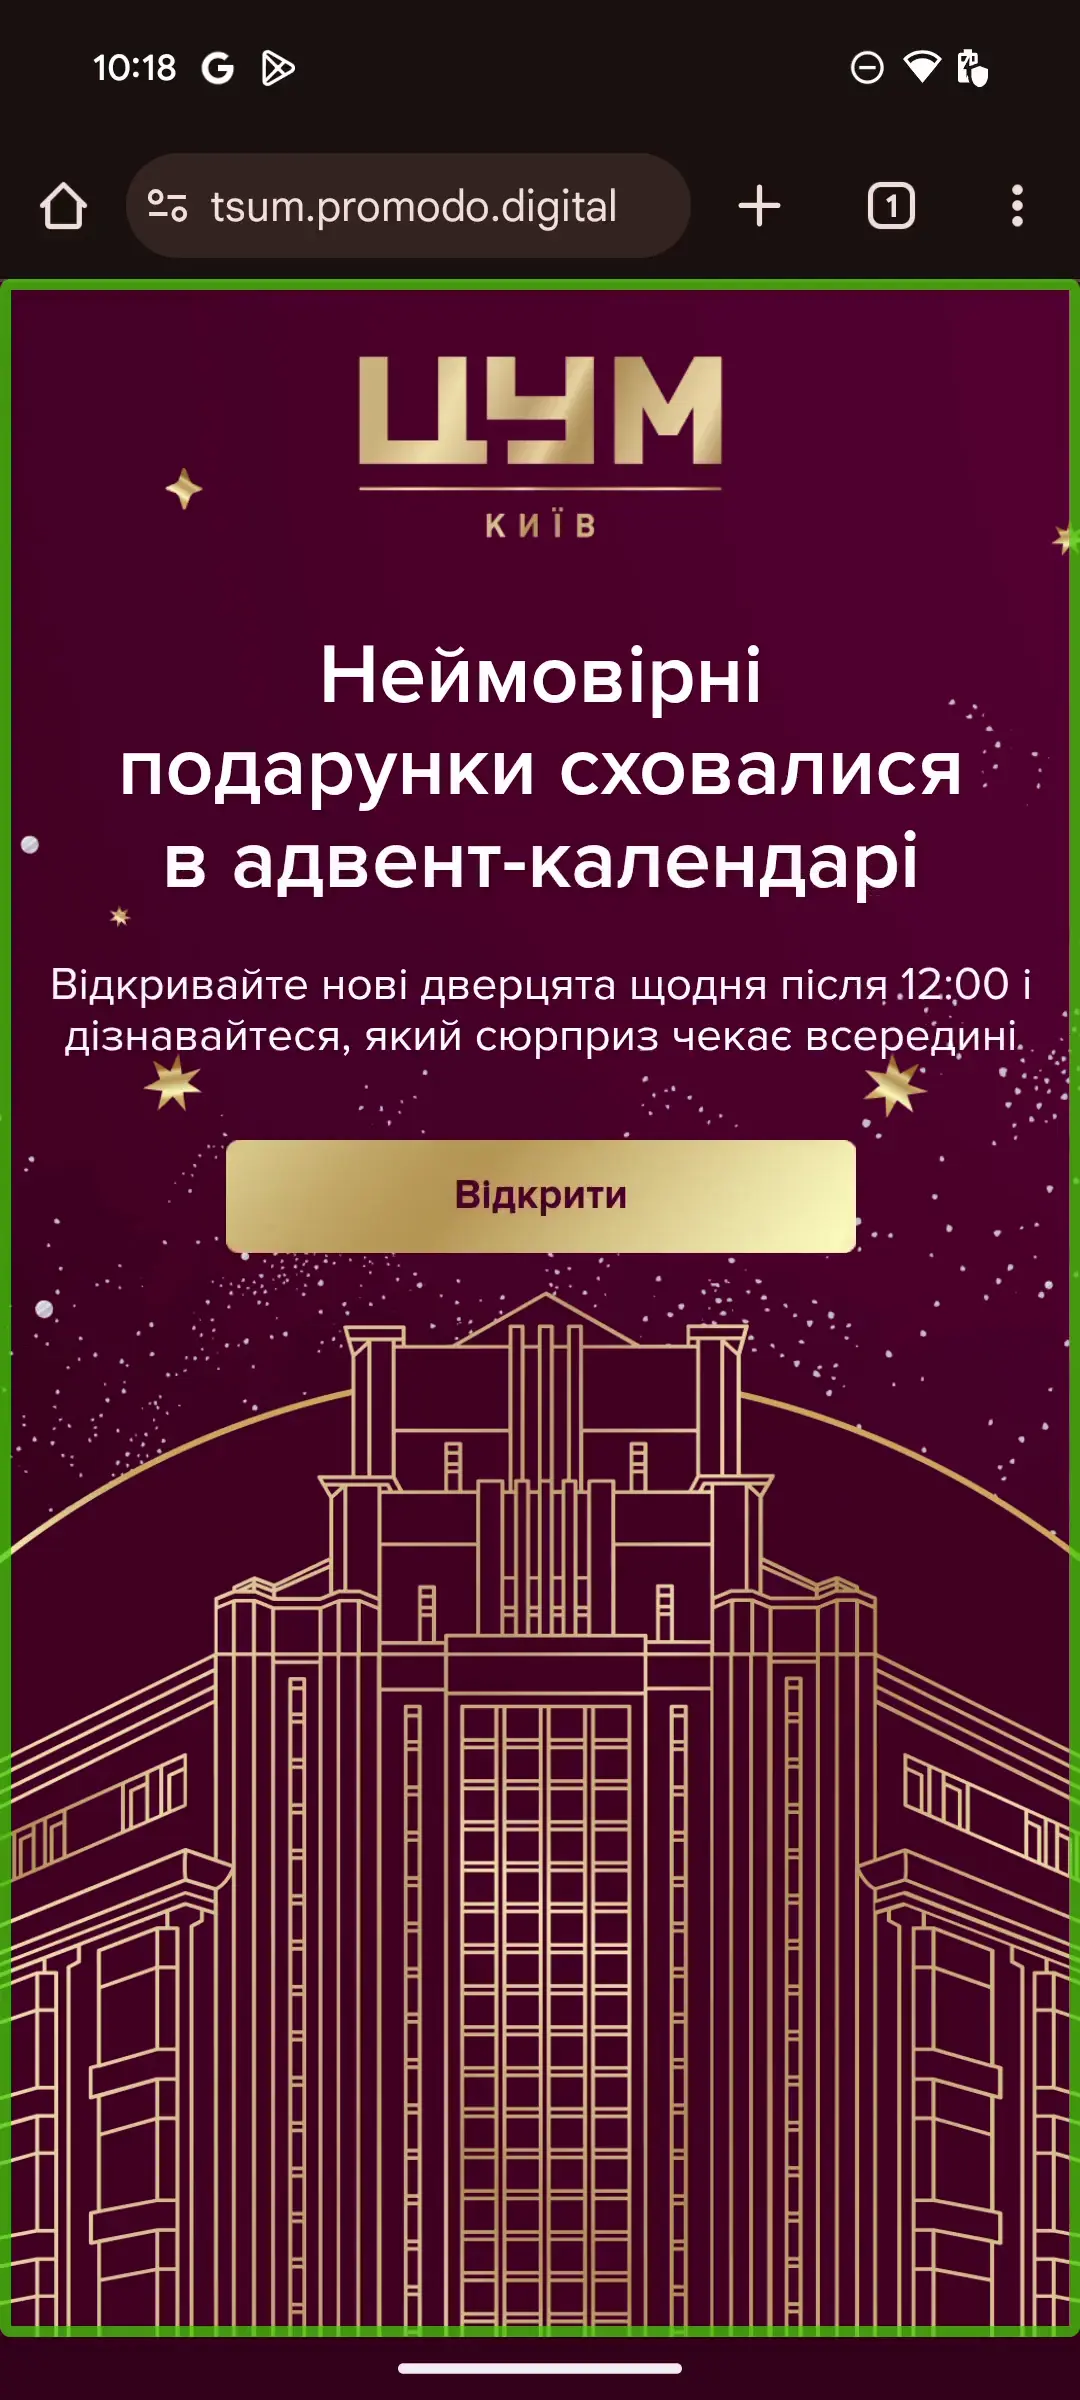 10:18
tsum.promodo.digital
1
ЦУМ
КИЇВ
Неймовірні
подарунки сховалися
в адвент-календарі
Відкривайте нові дверцята щодня після 12:00 і
дізнавайтеся, який сюрприз чекає всередині.
Відкрити